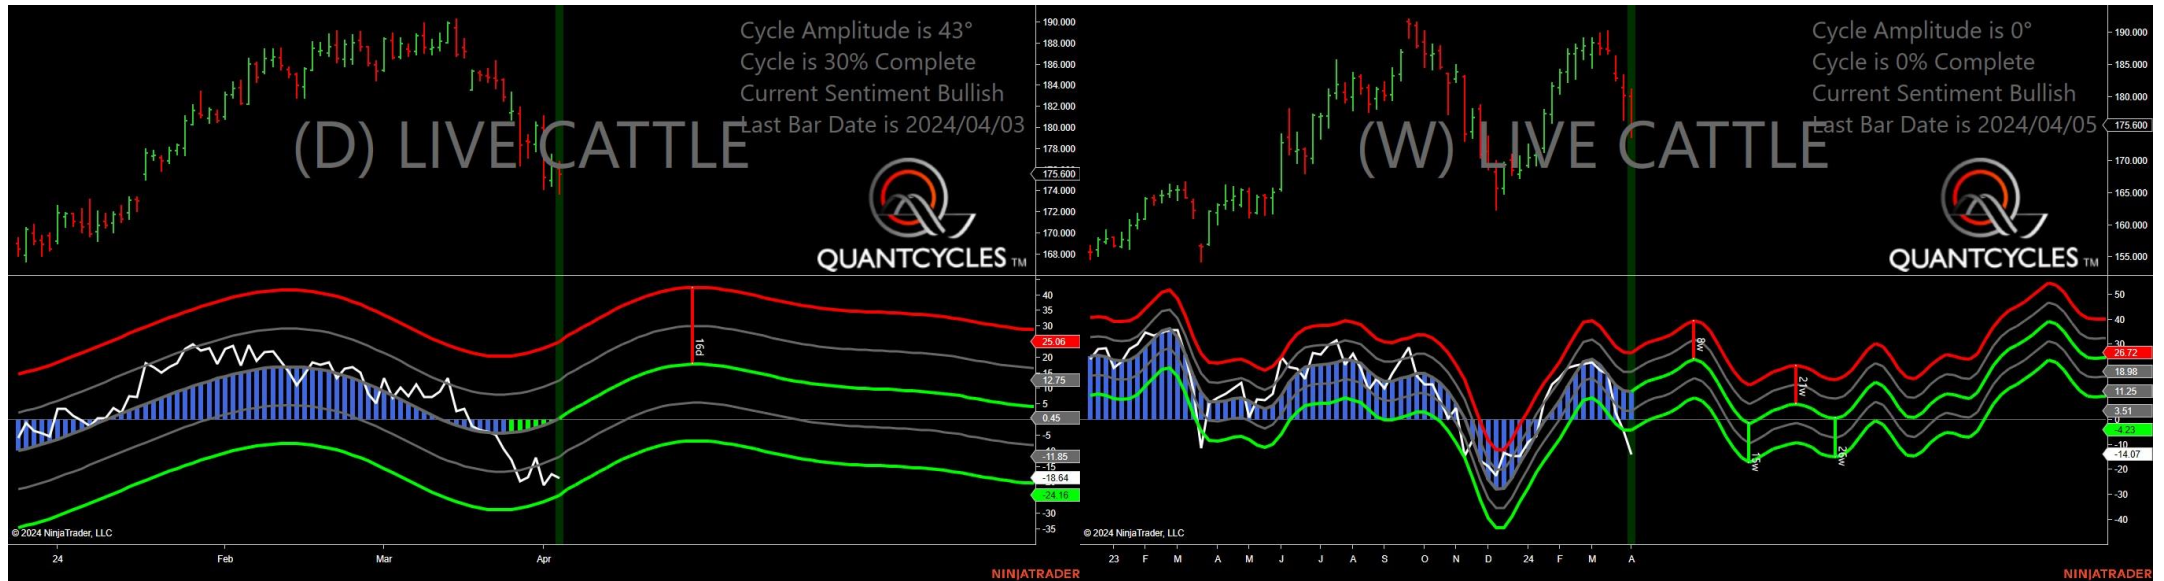 Cycle Amplitude is 43°
Cycle is 30% Complete
Current Sentiment Bullish
Last Bar Date is 2024/04/03
(D) LIVE CATTLE
QUANTCYCLES TM
190.000
188.000
186.000
184.000
182.000
180.000
178.000
175.600
174.000
172.000
170.000
168.000
40
35
30
25.06
20
12.75
5
0.45
-5
-11.85
-15
-18.64
-24.16
-30
-35
16d
© 2024 NinjaTrader, LLC
24 Feb Mar Apr
NINJATRADER
Cycle Amplitude is 0°
Cycle is 0% Complete
Current Sentiment Bullish
Last Bar Date is 2024/04/05
(W) LIVE CATTLE
QUANTCYCLES TM
190.000
185.000
180.000
175.600
170.000
165.000
160.000
155.000
50
40
30
26.72
18.98
11.25
3.51
-4.23
-10
-14.07
-20
-30
-40
8w
15w
21w
26w
© 2024 NinjaTrader, LLC
23 F M A M J J A S O N D 24 F M A
NINJATRADER